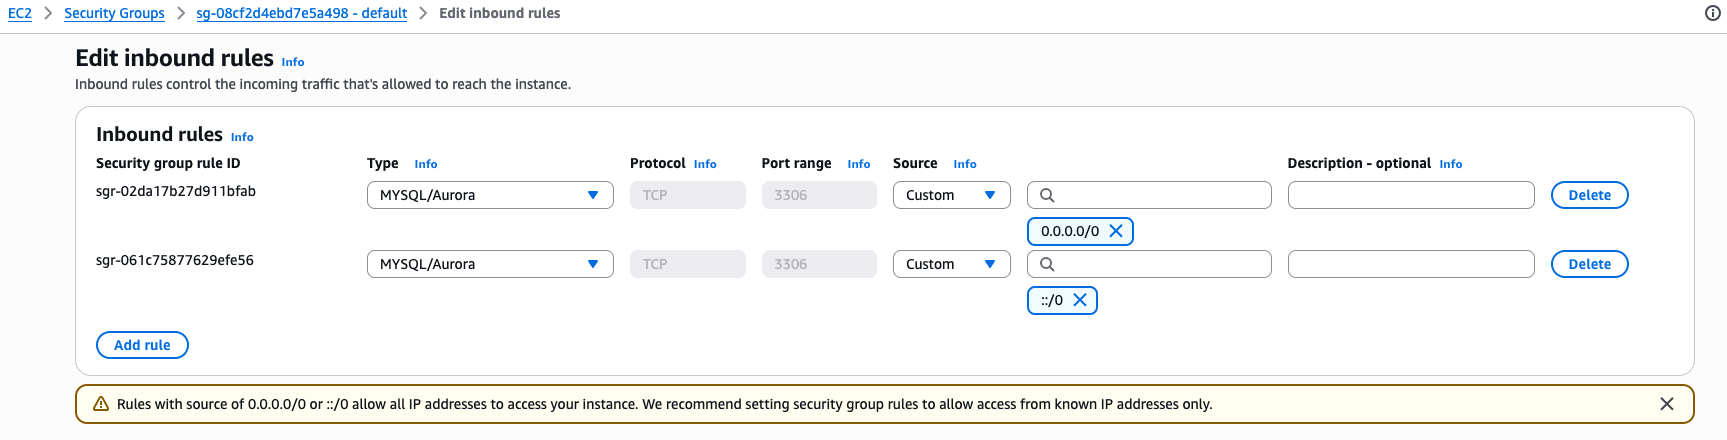 EC2 > Security Groups > sg-08cf2d4ebd7e5a498 - default > Edit inbound rules
Edit inbound rules Info
Inbound rules control the incoming traffic that's allowed to reach the instance.
Inbound rules Info
Security group rule ID Type Info Protocol Info Port range Info Source Info Description - optional Info
sgr-02da17b27d911bfab MYSQL/Aurora TCP 3306 Custom Delete
0.0.0.0/0
sgr-061c75877629efe56 MYSQL/Aurora TCP 3306 Custom Delete
::/0
Add rule
Rules with source of 0.0.0.0/0 or ::/0 allow all IP addresses to access your instance. We recommend setting security group rules to allow access from known IP addresses only.